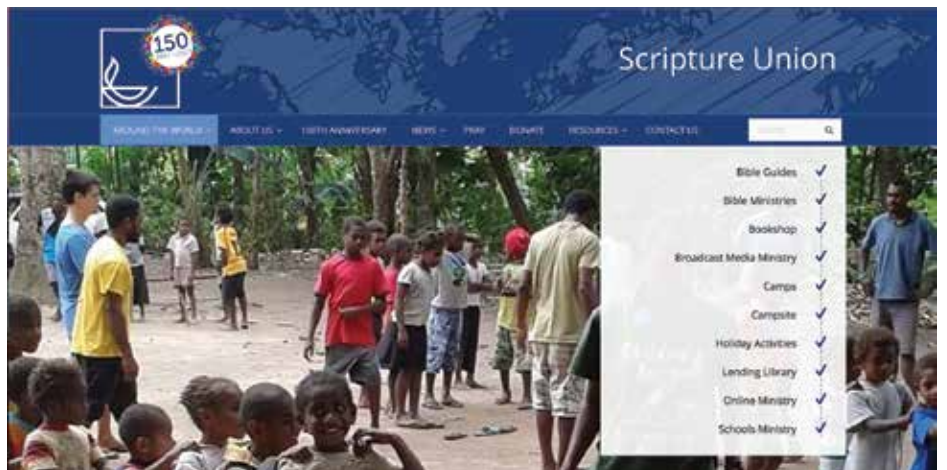 150
Scripture Union
AROUND THE WORLD
ABOUT US
150TH ANNIVERSARY
NEWS
PRAY
DONATE
RESOURCES
CONTACT US
Bible Guides
Bible Ministries
Bookshop
Broadcast Media Ministry
Camps
Campsite
Holiday Activities
Lending Library
Online Ministry
Schools Ministry